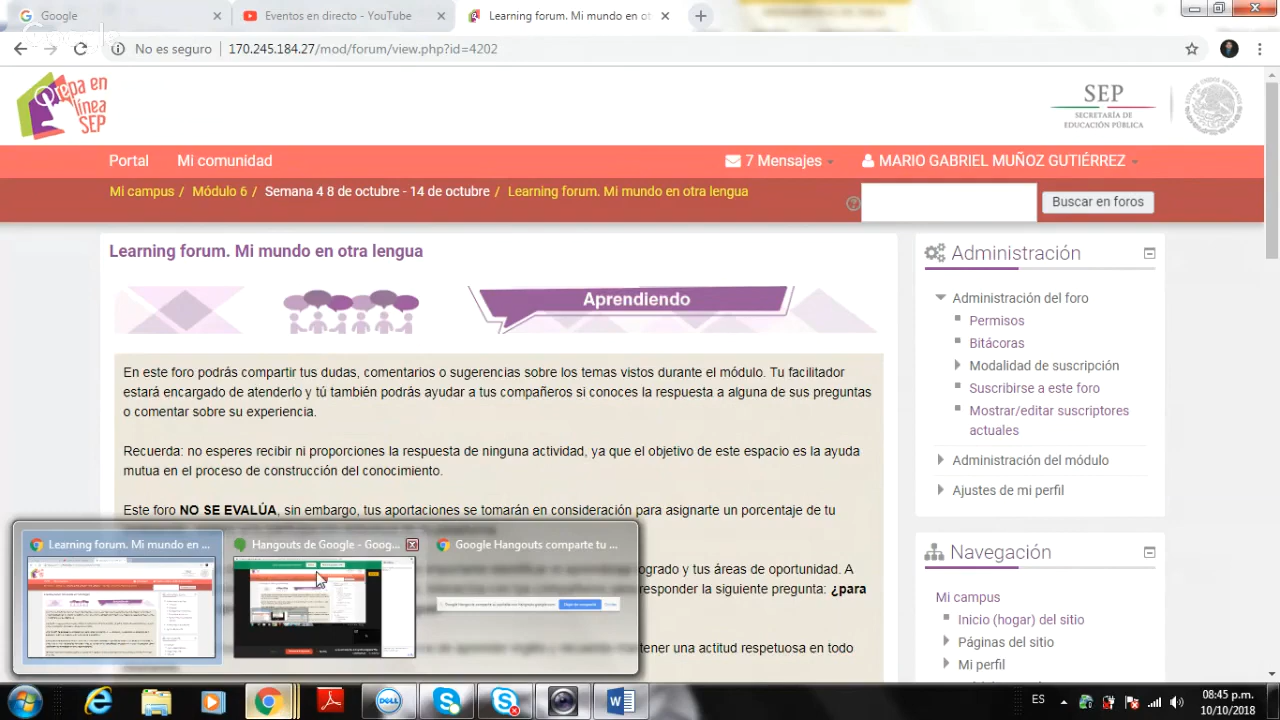 Google
Eventos en directo - YouTube
Learning forum. Mi mundo en ot
No es seguro
170.245.184.27/mod/forum/view.php?id=4202
Prepa en línea SEP
SEP
SECRETARÍA DE
EDUCACIÓN PÚBLICA
Portal
Mi comunidad
7 Mensajes
MARIO GABRIEL MUÑOZ GUTIÉRREZ
Mi campus / Módulo 6 / Semana 4 8 de octubre - 14 de octubre / Learning forum. Mi mundo en otra lengua
Buscar en foros
Learning forum. Mi mundo en otra lengua
Aprendiendo
En este foro podrás compartir tus dudas, comentarios o sugerencias sobre los temas vistos durante el módulo. Tu facilitador
estará encargado de atenderlo y tú también podrás ayudar a tus compañeros si conoces la respuesta a alguna de sus preguntas
o comentar sobre su experiencia.
Recuerda: no esperes recibir ni proporciones la respuesta de ninguna actividad, ya que el objetivo de este espacio es la ayuda
mutua en el proceso de construcción del conocimiento.
Este foro NO SE EVALÚA, sin embargo, tus aportaciones se tomarán en consideración para asignarte un porcentaje de tu
ogrado y tus áreas de oportunidad. A
responder la siguiente pregunta: ¿para
tener una actitud respetuosa en todo
Administración
Administración del foro
Permisos
Bitácoras
Modalidad de suscripción
Suscribirse a este foro
Mostrar/editar suscriptores
actuales
Administración del módulo
Ajustes de mi perfil
Navegación
Mi campus
Inicio (hogar) del sitio
Páginas del sitio
Mi perfil
Learning forum. Mi mundo en ...
Hangouts de Google - Goog...
Google Hangouts comparte tu ...
ES
08:45 p.m.
10/10/2018